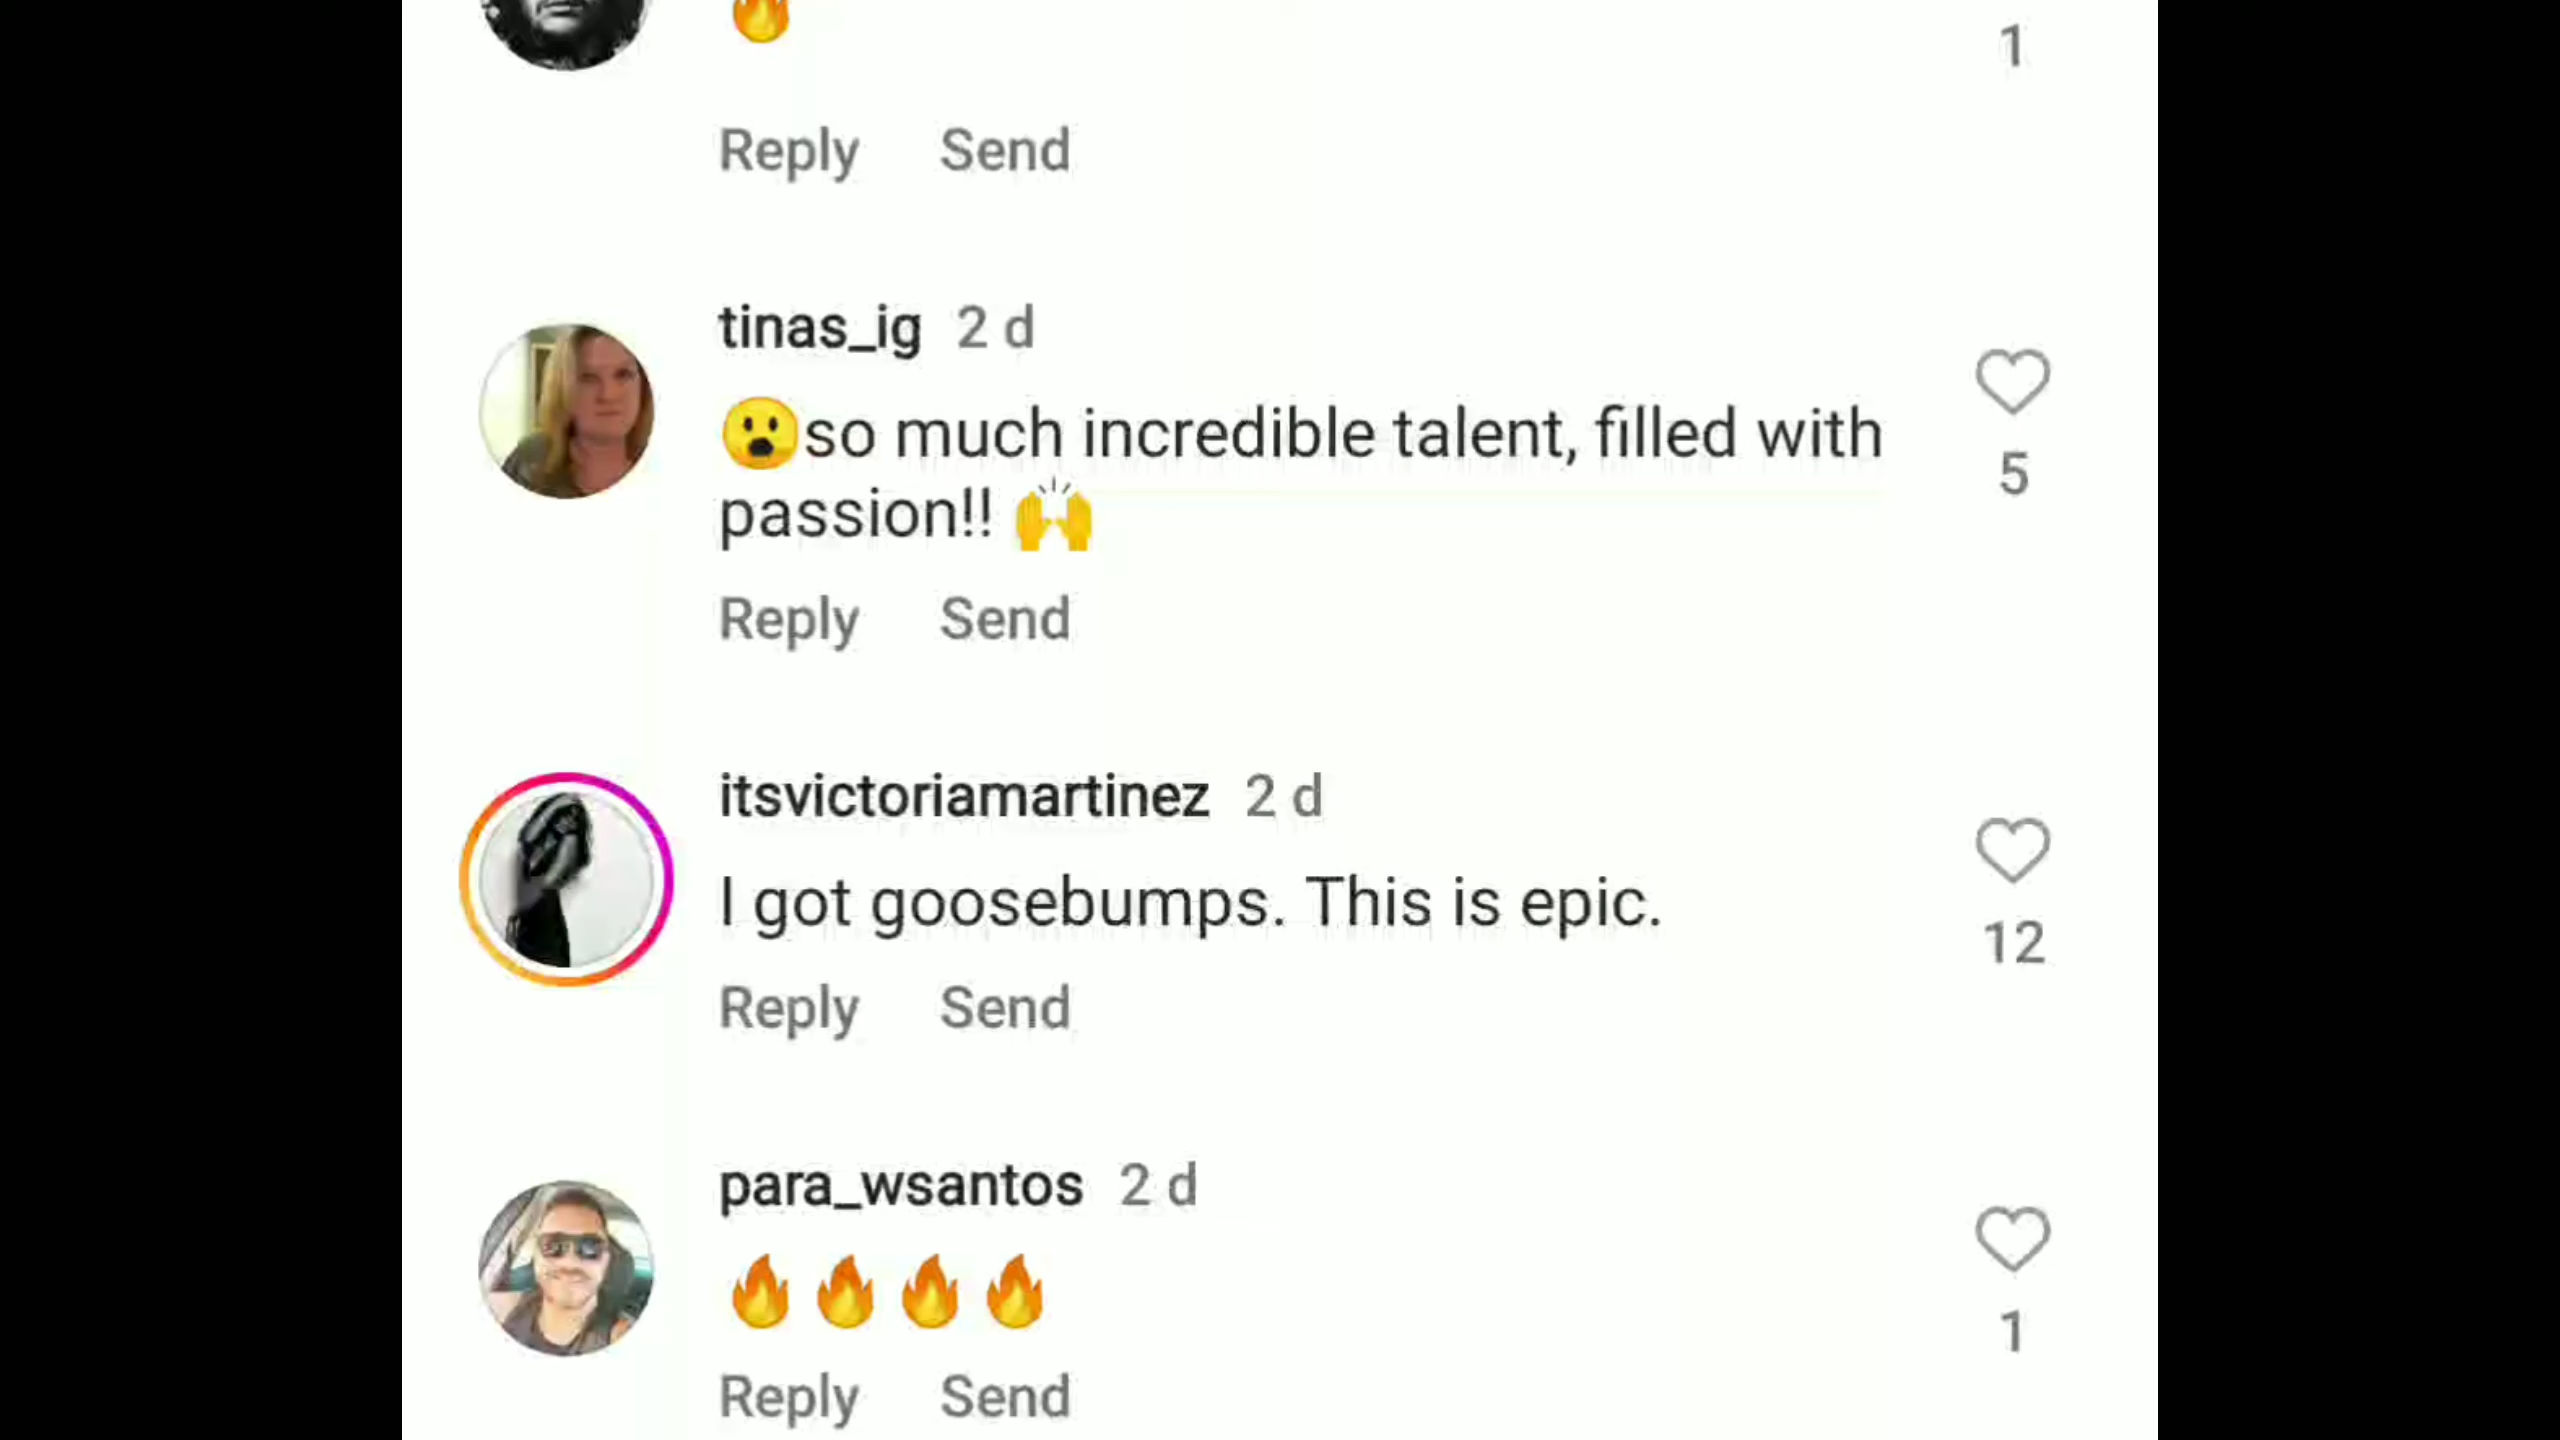 🔥
1
Reply Send
tinas_ig 2 d
😮so much incredible talent, filled with
passion!! 🙌
5
Reply Send
itsvictoriamartinez 2 d
I got goosebumps. This is epic.
12
Reply Send
para_wsantos 2 d
🔥🔥🔥🔥
1
Reply Send